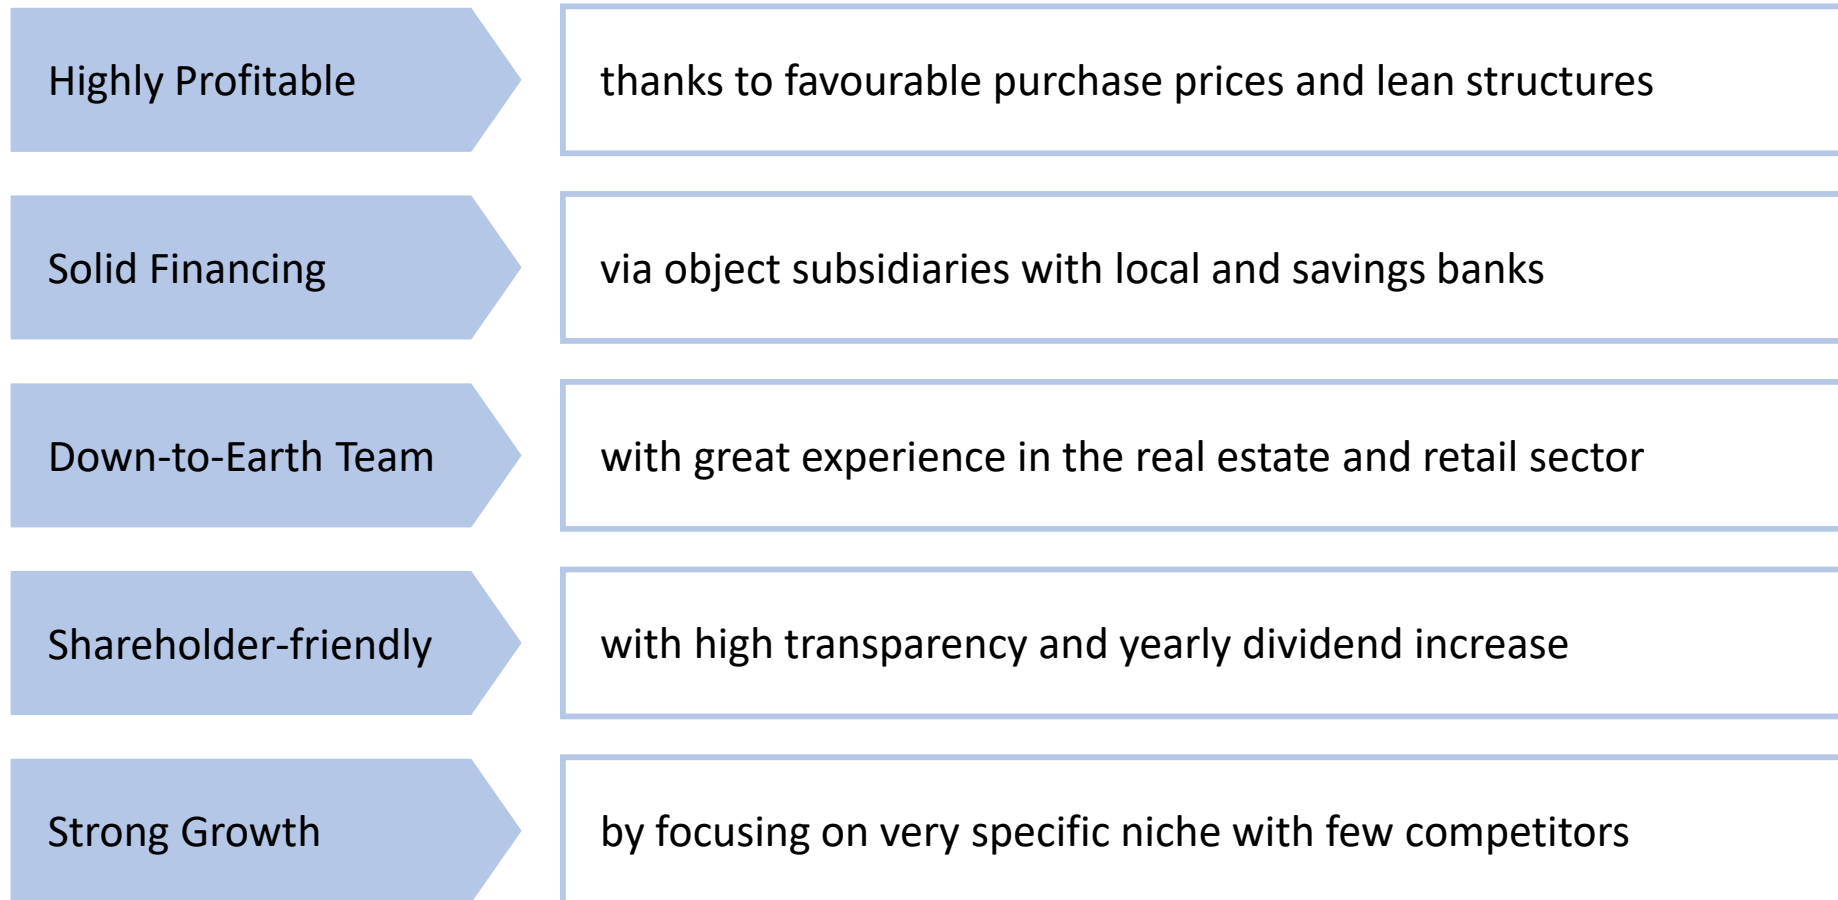 Highly Profitable
thanks to favourable purchase prices and lean structures
Solid Financing
via object subsidiaries with local and savings banks
Down-to-Earth Team
with great experience in the real estate and retail sector
Shareholder-friendly
with high transparency and yearly dividend increase
Strong Growth
by focusing on very specific niche with few competitors